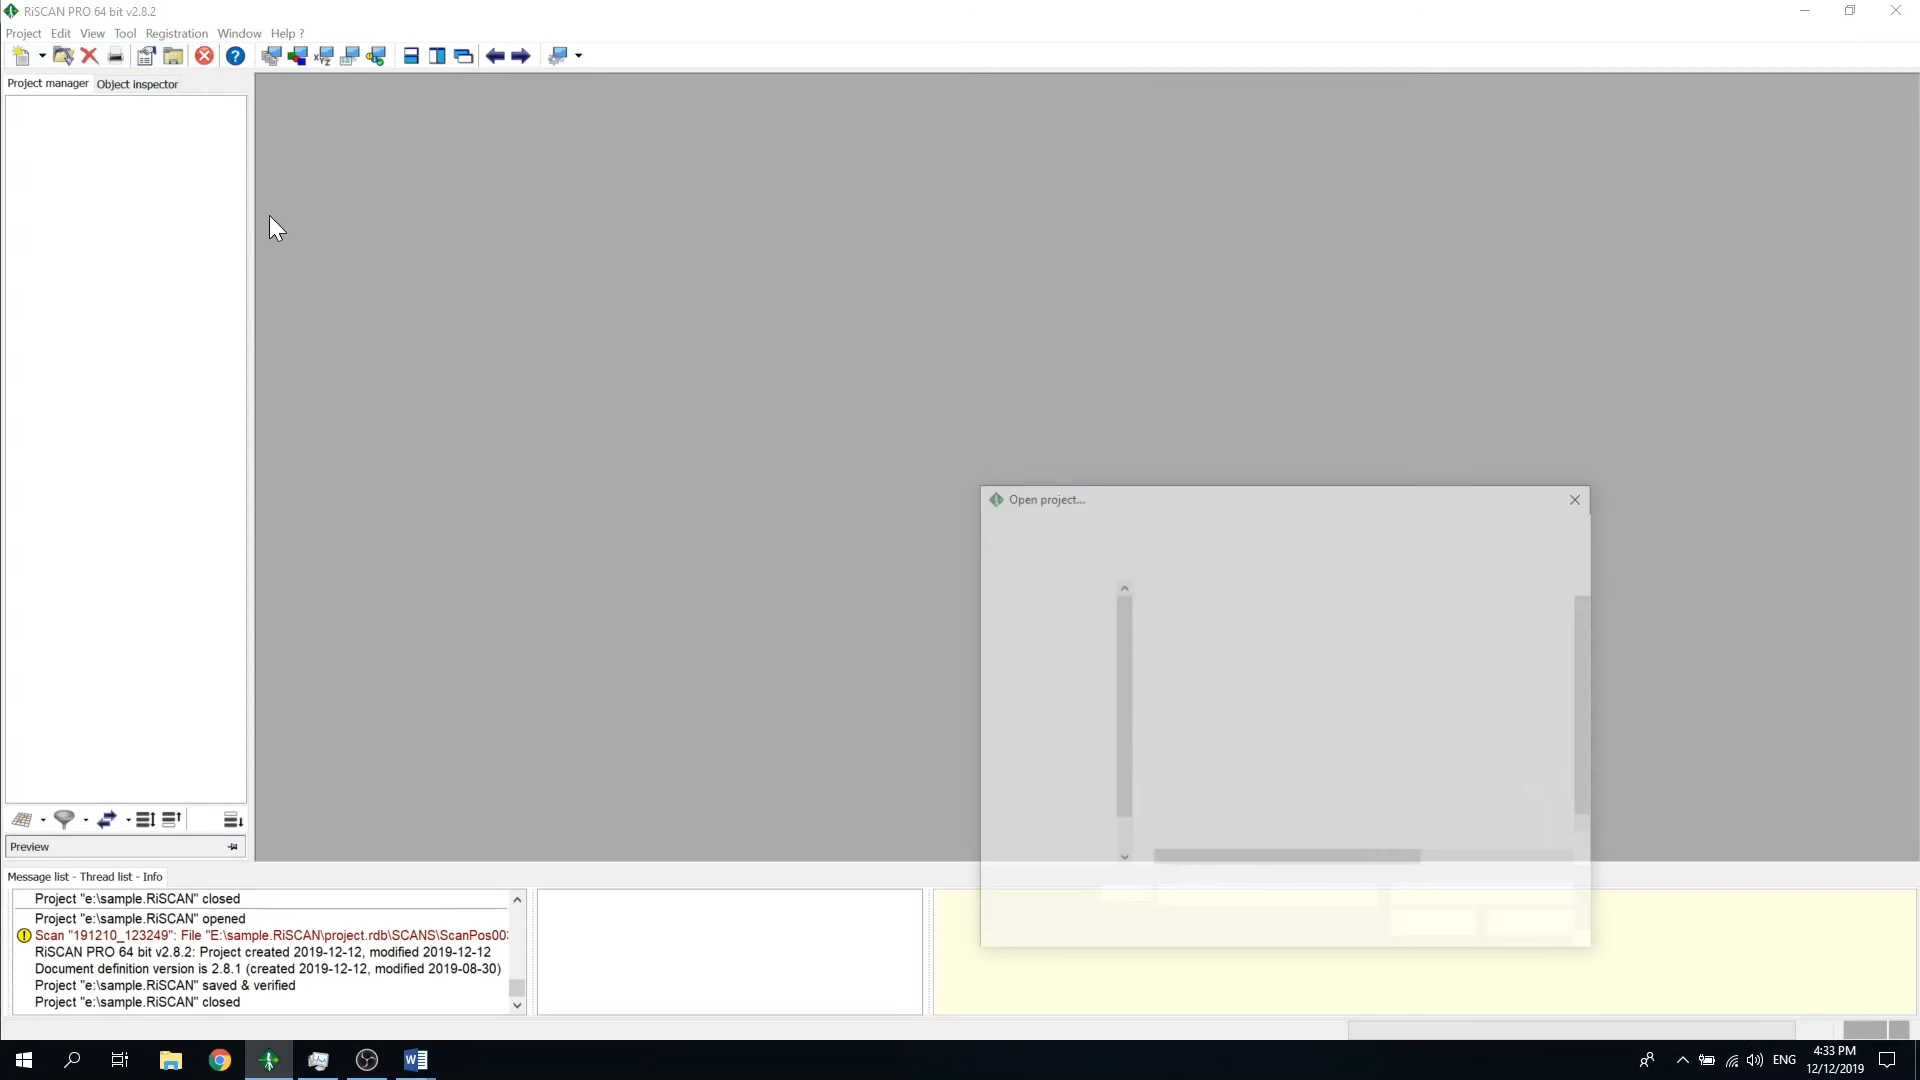 RiSCAN PRO 64 bit v2.8.2
Project Edit View Tool Registration Window Help ?
Project manager Object inspector
Open project...
Preview
Message list - Thread list - Info
Project "e:\sample.RiSCAN" closed
Project "e:\sample.RiSCAN" opened
Scan "191210_123249": File "E:\sample.RiSCAN\project.rdb\SCANS\ScanPos003
RiSCAN PRO 64 bit v2.8.2: Project created 2019-12-12, modified 2019-12-12
Document definition version is 2.8.1 (created 2019-12-12, modified 2019-08-30)
Project "e:\sample.RiSCAN" saved & verified
Project "e:\sample.RiSCAN" closed
ENG
4:33 PM
12/12/2019